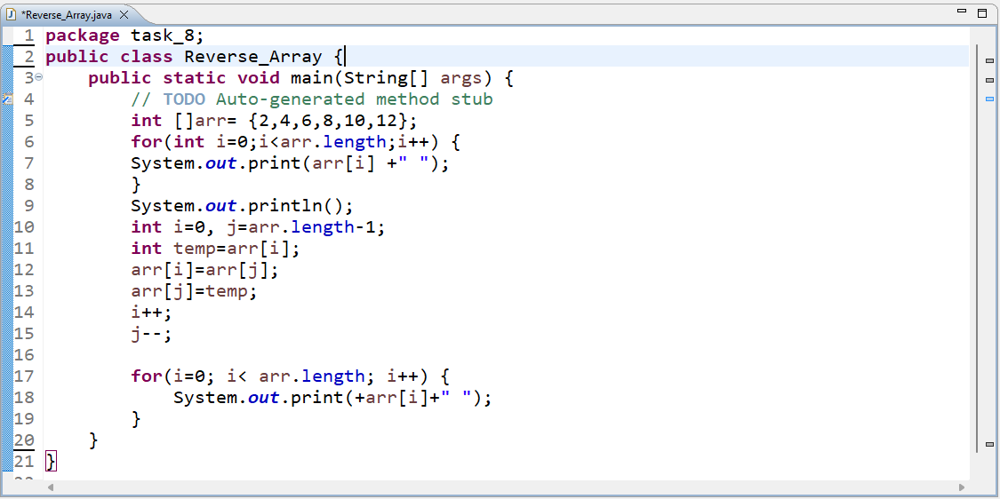 *Reverse_Array.java
1 package task_8;
2 public class Reverse_Array {
3 public static void main(String[] args) {
4 // TODO Auto-generated method stub
5 int []arr= {2,4,6,8,10,12};
6 for(int i=0;i<arr.length;i++) {
7 System.out.print(arr[i] +" ");
8 }
9 System.out.println();
10 int i=0, j=arr.length-1;
11 int temp=arr[i];
12 arr[i]=arr[j];
13 arr[j]=temp;
14 i++;
15 j--;
16
17 for(i=0; i< arr.length; i++) {
18 System.out.print(+arr[i]+" ");
19 }
20 }
21 }